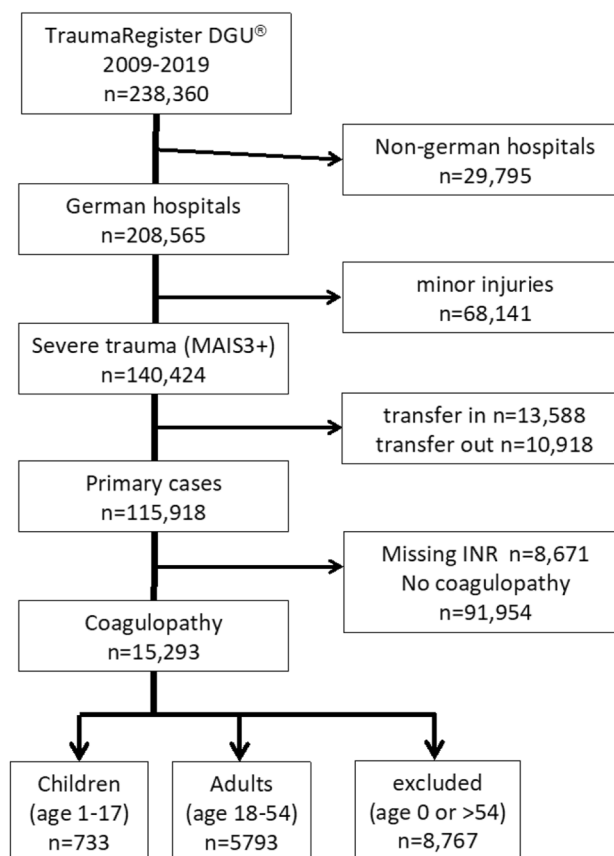 TraumaRegister DGU®
2009-2019
n=238,360
Non-german hospitals
n=29,795
German hospitals
n=208,565
minor injuries
n=68,141
Severe trauma (MAIS3+)
n=140,424
transfer in n=13,588
transfer out n=10,918
Primary cases
n=115,918
Missing INR n=8,671
No coagulopathy
n=91,954
Coagulopathy
n=15,293
Children
(age 1-17)
n=733
Adults
(age 18-54)
n=5793
excluded
(age 0 or >54)
n=8,767